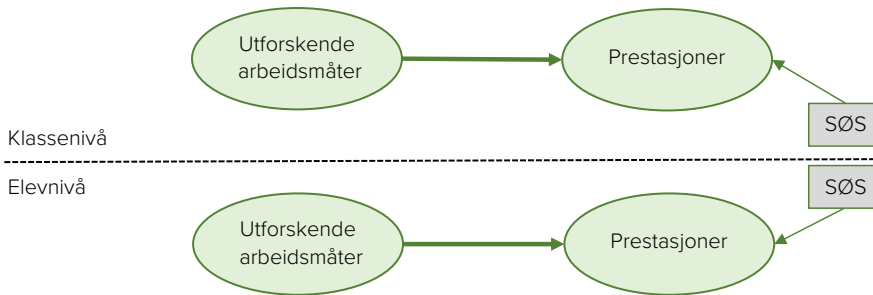 Utforskende
arbeidsmåter
Prestasjoner
SØS
Klassenivå
Elevnivå
SØS
Utforskende
arbeidsmåter
Prestasjoner